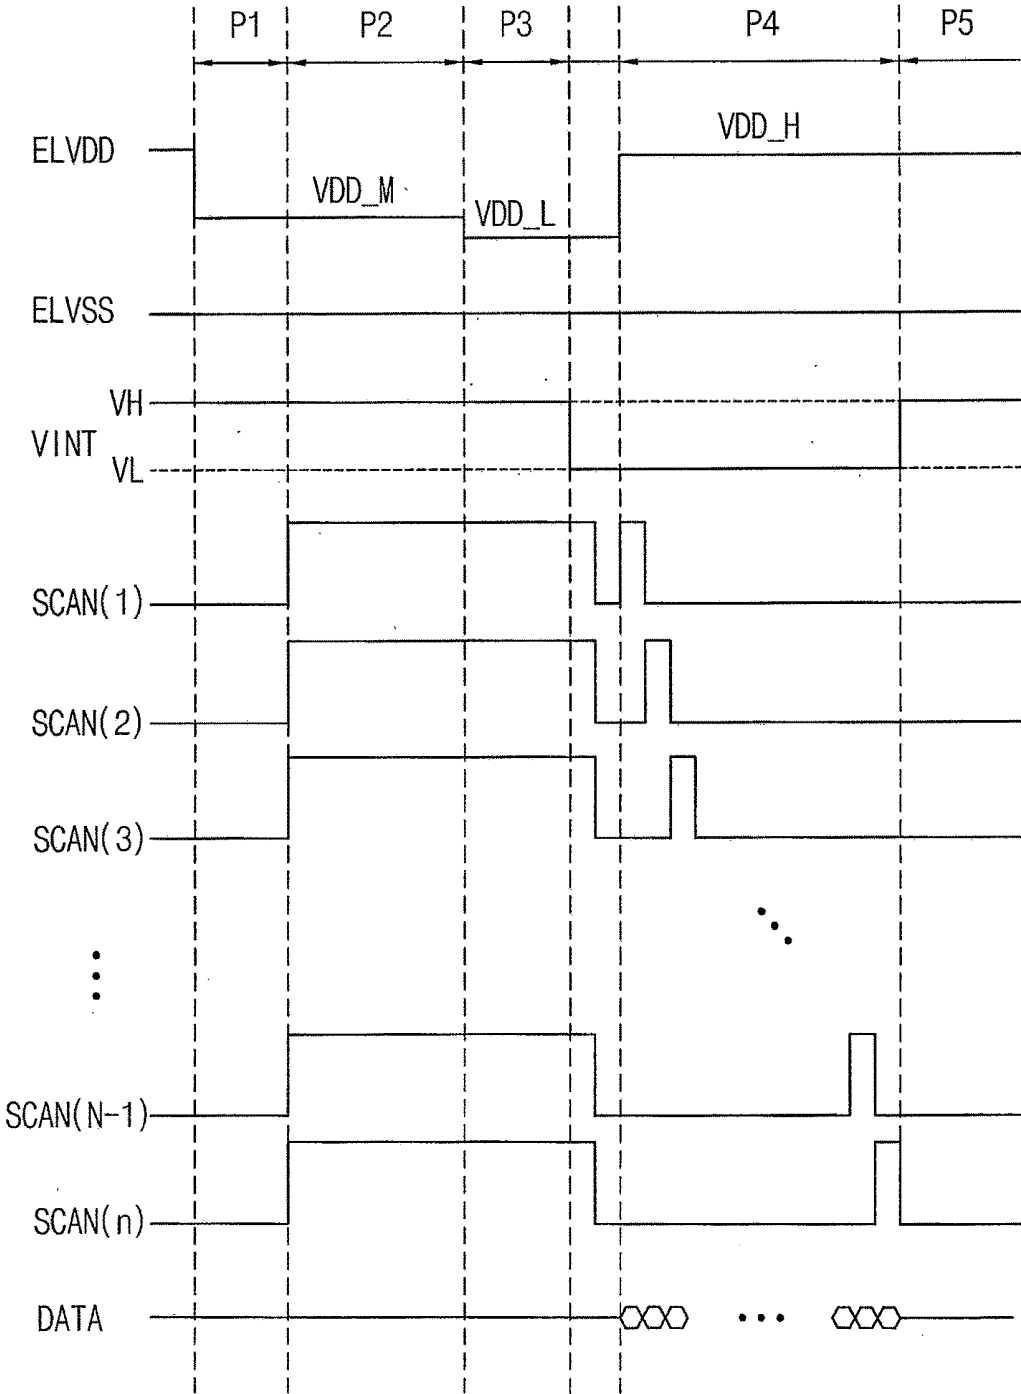 P1 P2 P3 P4 P5
ELVDD
VDD_M
VDD_L
VDD_H
ELVSS
VH
VINT
VL
SCAN(1)
SCAN(2)
SCAN(3)
SCAN(N-1)
SCAN(n)
DATA